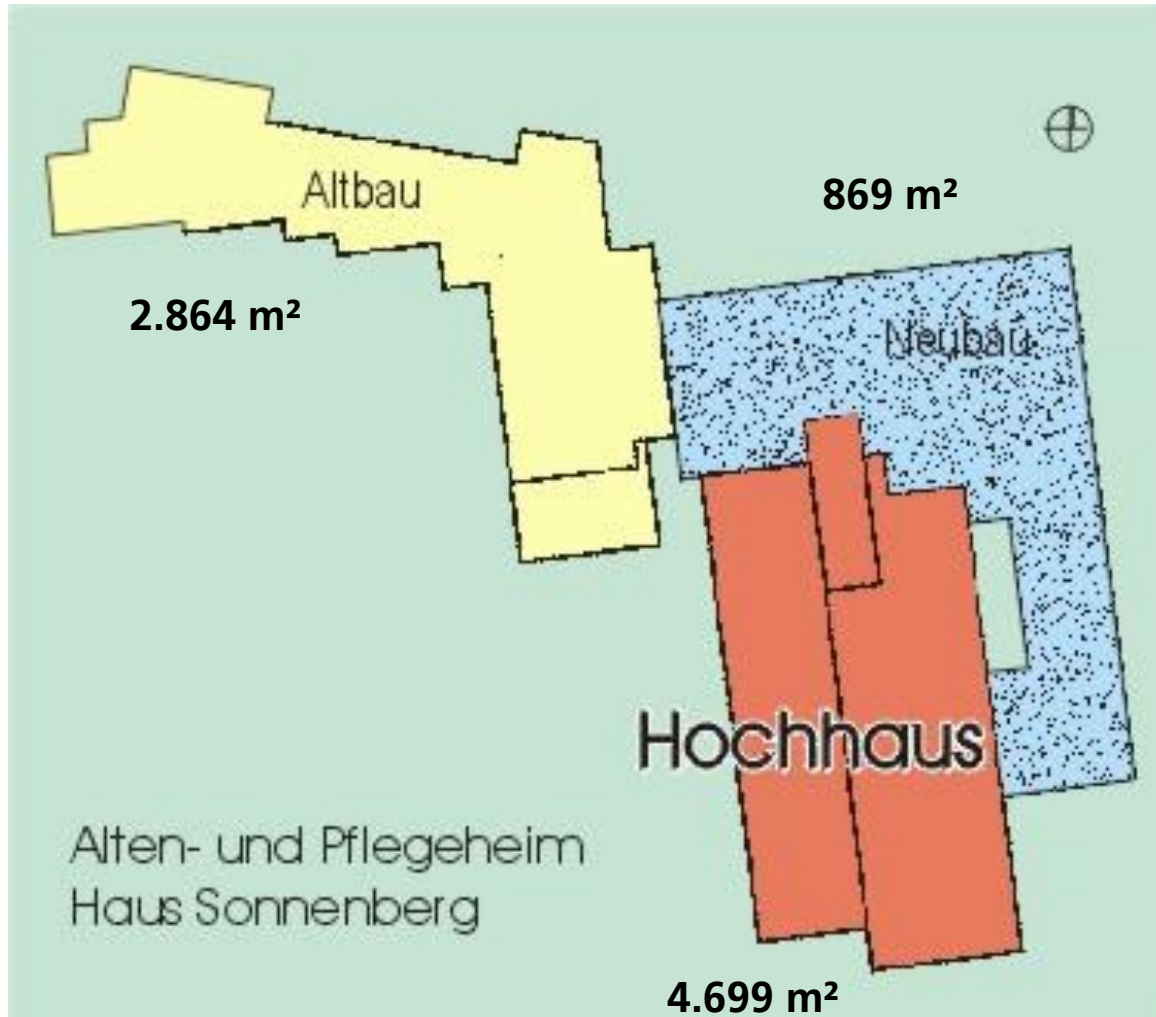 Altbau
869 m²
2.864 m²
Neubau
Hochhaus
Alten- und Pflegeheim
Haus Sonnenberg
4.699 m²